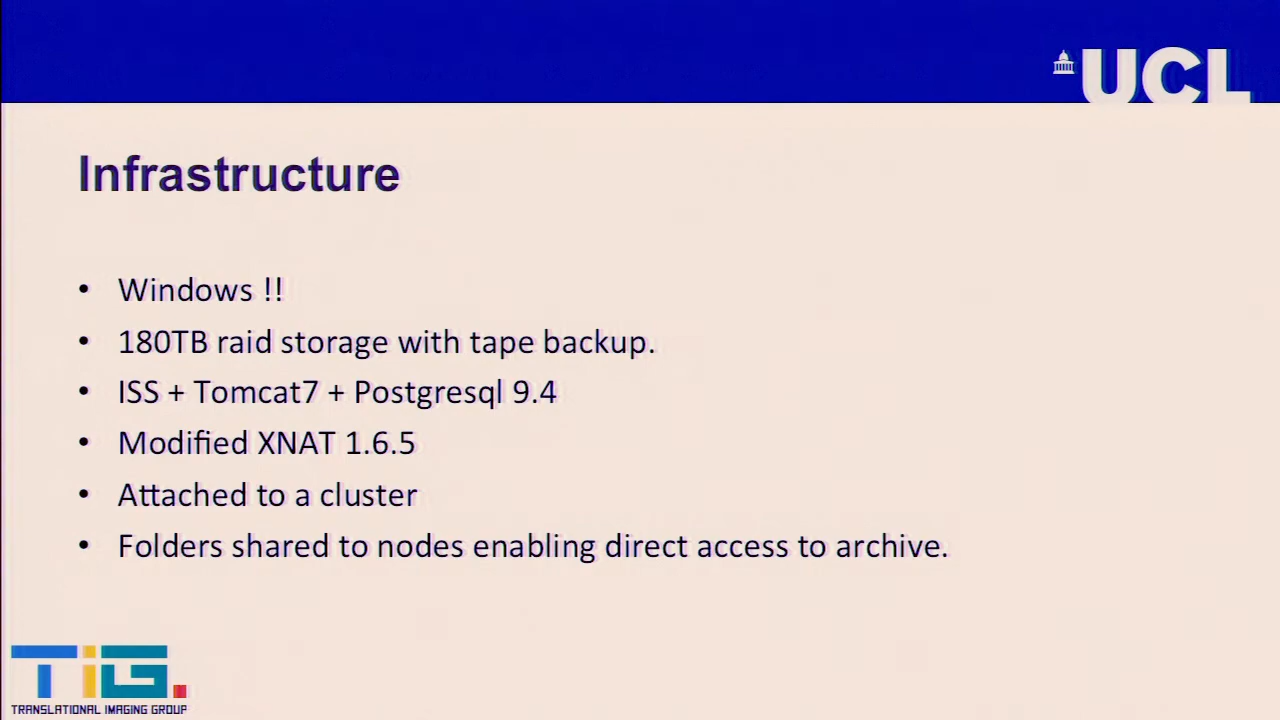 UCL
Infrastructure
• Windows !!
• 180TB raid storage with tape backup.
• ISS + Tomcat7 + Postgresql 9.4
• Modified XNAT 1.6.5
• Attached to a cluster
• Folders shared to nodes enabling direct access to archive.
TiG.
TRANSLATIONAL IMAGING GROUP